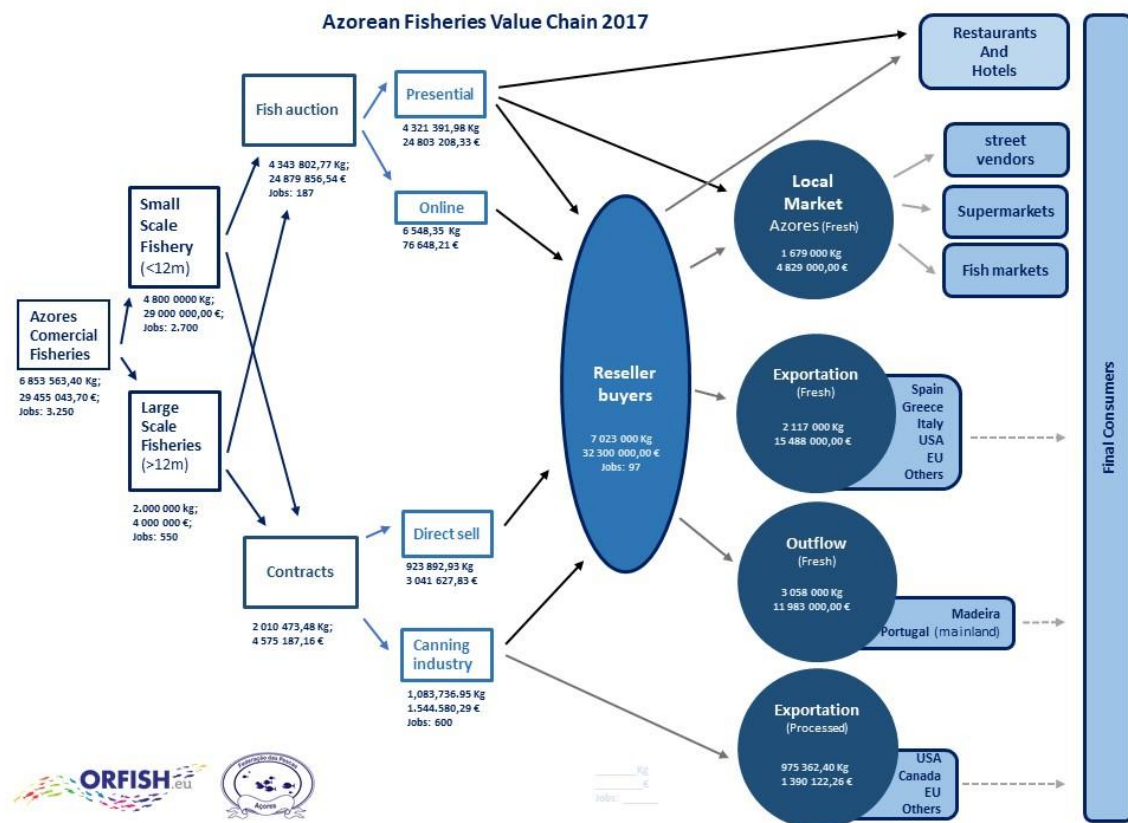 Azorean Fisheries Value Chain 2017
Azores
Comercial
Fisheries
6 853 563,40 Kg;
29 455 043,70 €;
Jobs: 3.250
Small
Scale
Fishery
(<12m)
4 800 0000 Kg;
29 000 000,00 €;
Jobs: 2.700
Large
Scale
Fisheries
(>12m)
2.000 000 kg;
4 000 000 €;
Jobs: 550
Fish auction
4 343 802,77 Kg;
24 879 856,54 €
Jobs: 187
Contracts
2 010 473,48 Kg;
4 575 187,16 €
Presential
4 321 391,98 Kg
24 803 208,33 €
Online
6 548,35 Kg
76 648,21 €
Direct sell
923 892,93 Kg
3 041 627,83 €
Canning
industry
1,083,736.95 Kg
1.544.580,29 €
Jobs: 600
Reseller
buyers
7 023 000 Kg
32 300 000,00 €
Jobs: 97
Restaurants
And
Hotels
Local
Market
Azores (Fresh)
1 679 000 Kg
4 829 000,00 €
street
vendors
Supermarkets
Fish markets
Exportation
(Fresh)
2 117 000 Kg
15 488 000,00 €
Spain
Greece
Italy
USA
EU
Others
Outflow
(Fresh)
3 058 000 Kg
11 983 000,00 €
Madeira
Portugal (mainland)
Exportation
(Processed)
975 362,40 Kg
1 390 122,26 €
USA
Canada
EU
Others
Final Consumers
ORFISH.eu
Federação das Pescas
Açores
______ Kg
______ €
Jobs: ______